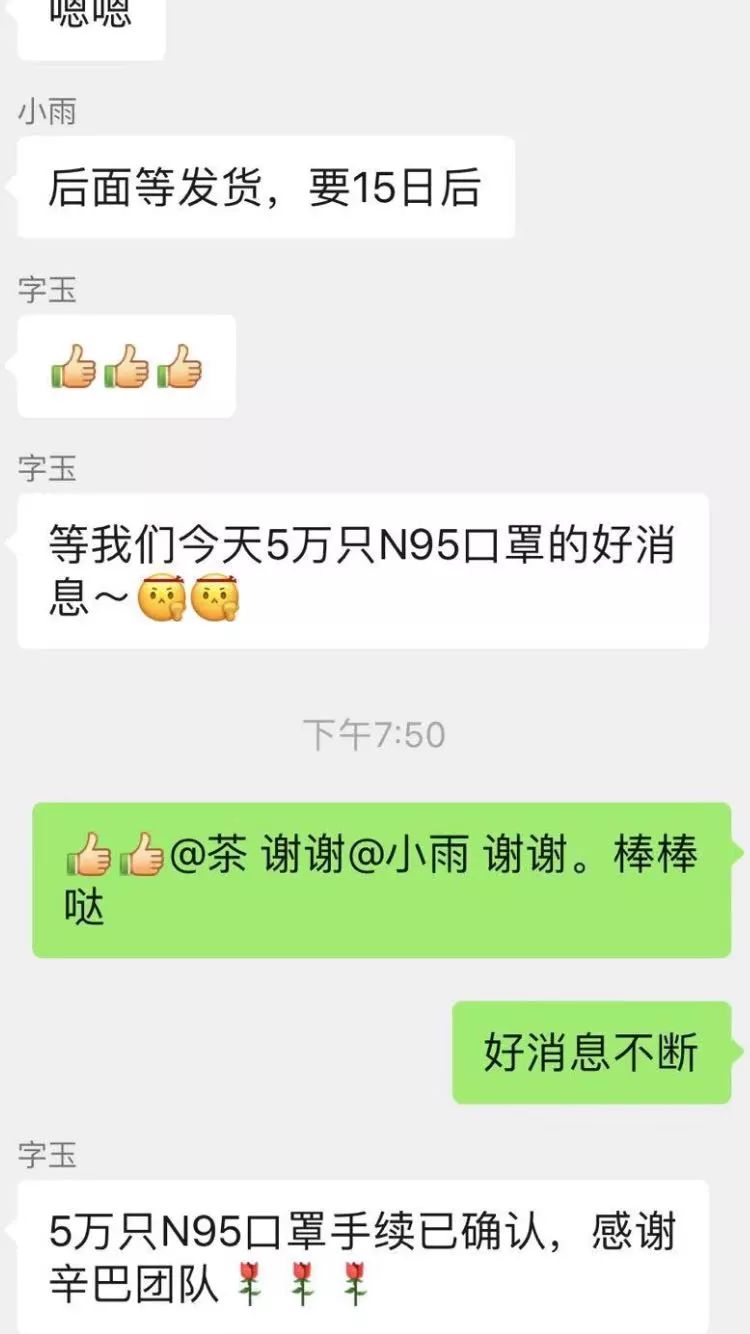 嗯嗯
小雨
后面等发货，要15日后
字玉
👍👍👍
字玉
等我们今天5万只N95口罩的好消
息～
下午7:50
👍👍@茶 谢谢@小雨 谢谢。棒棒
哒
好消息不断
字玉
5万只N95口罩手续已确认，感谢
辛巴团队🌹🌹🌹